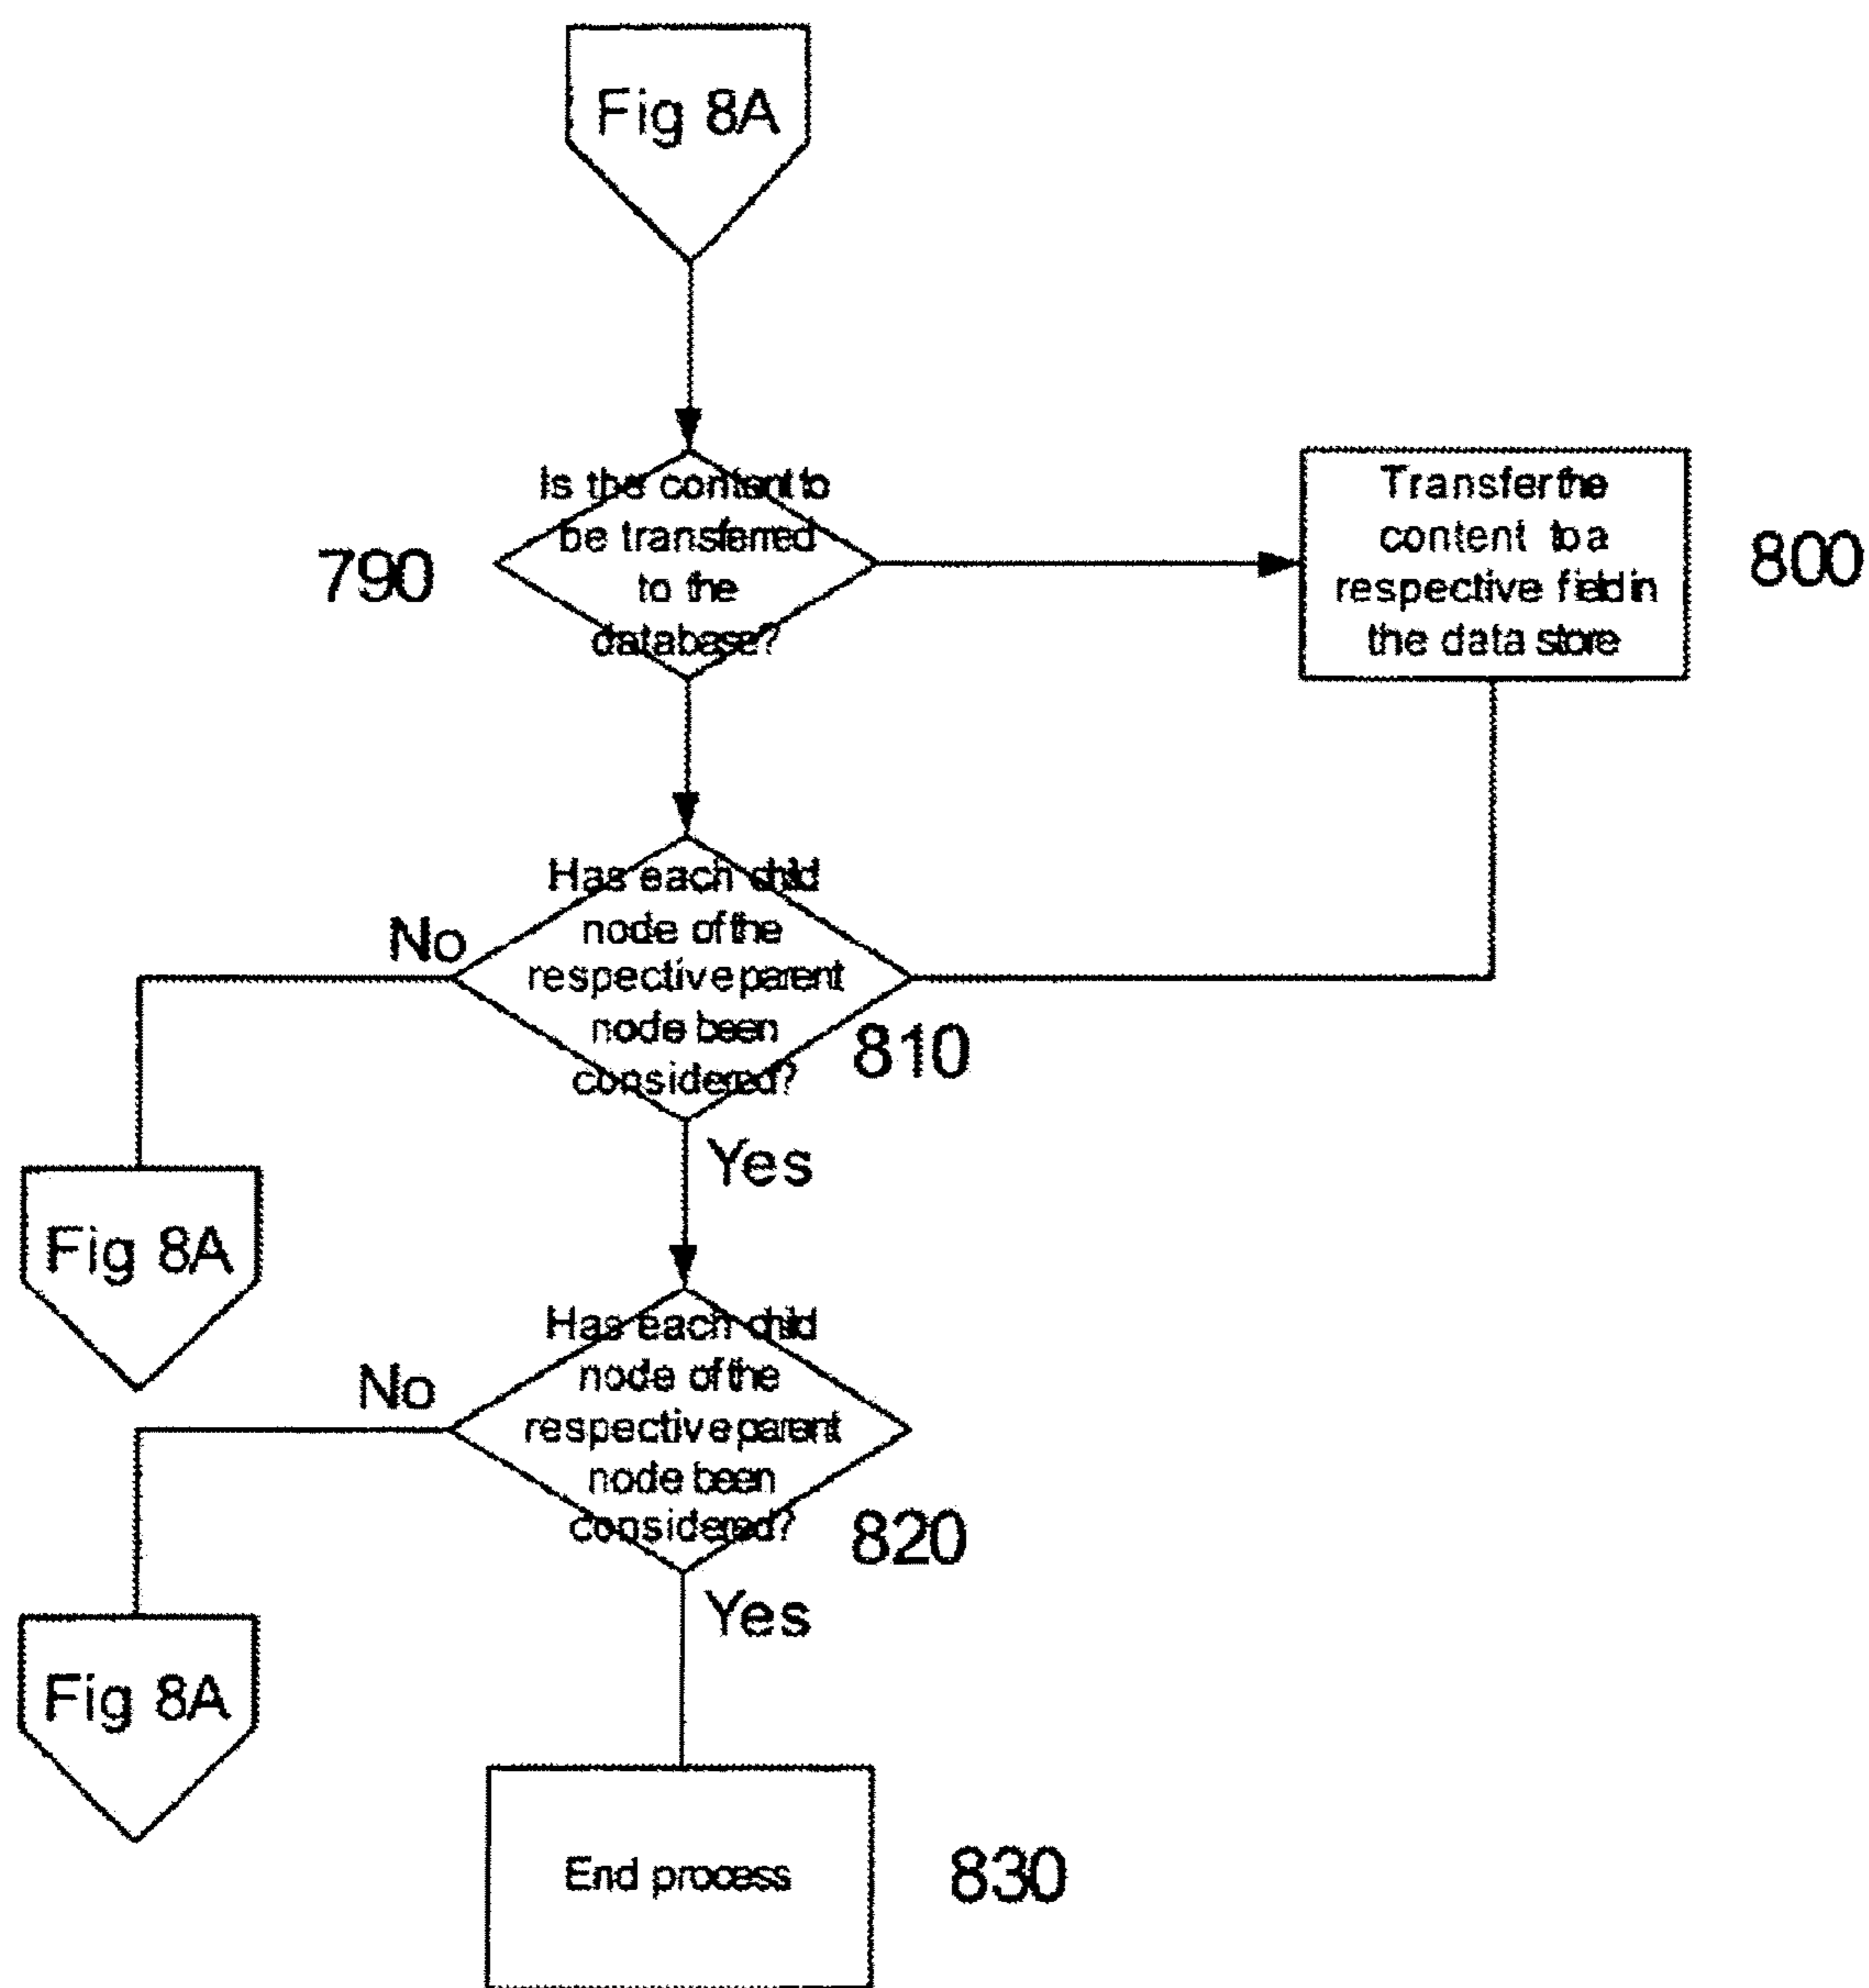 Fig 8A
Is the content to
be transferred
to the
database?
790
Transfer the
content to a
respective field in
the data store
800
Has each child
node of the
respective parent
node been
considered?
No
810
Yes
Fig 8A
Has each child
node of the
respective parent
node been
considered?
No
820
Yes
Fig 8A
End process
830